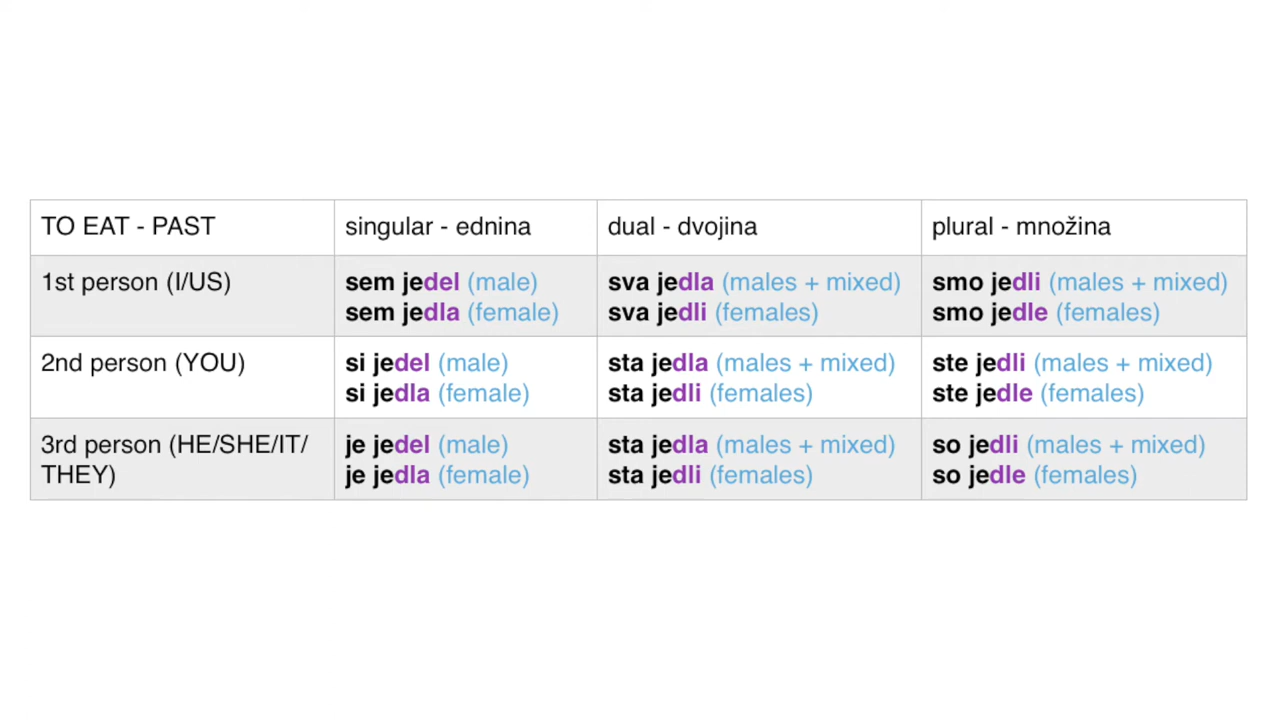 TO EAT - PAST
singular - ednina
dual - dvojina
plural - množina
1st person (I/US)
sem jedel (male)
sem jedla (female)
sva jedla (males + mixed)
sva jedli (females)
smo jedli (males + mixed)
smo jedle (females)
2nd person (YOU)
si jedel (male)
si jedla (female)
sta jedla (males + mixed)
sta jedli (females)
ste jedli (males + mixed)
ste jedle (females)
3rd person (HE/SHE/IT/
THEY)
je jedel (male)
je jedla (female)
sta jedla (males + mixed)
sta jedli (females)
so jedli (males + mixed)
so jedle (females)